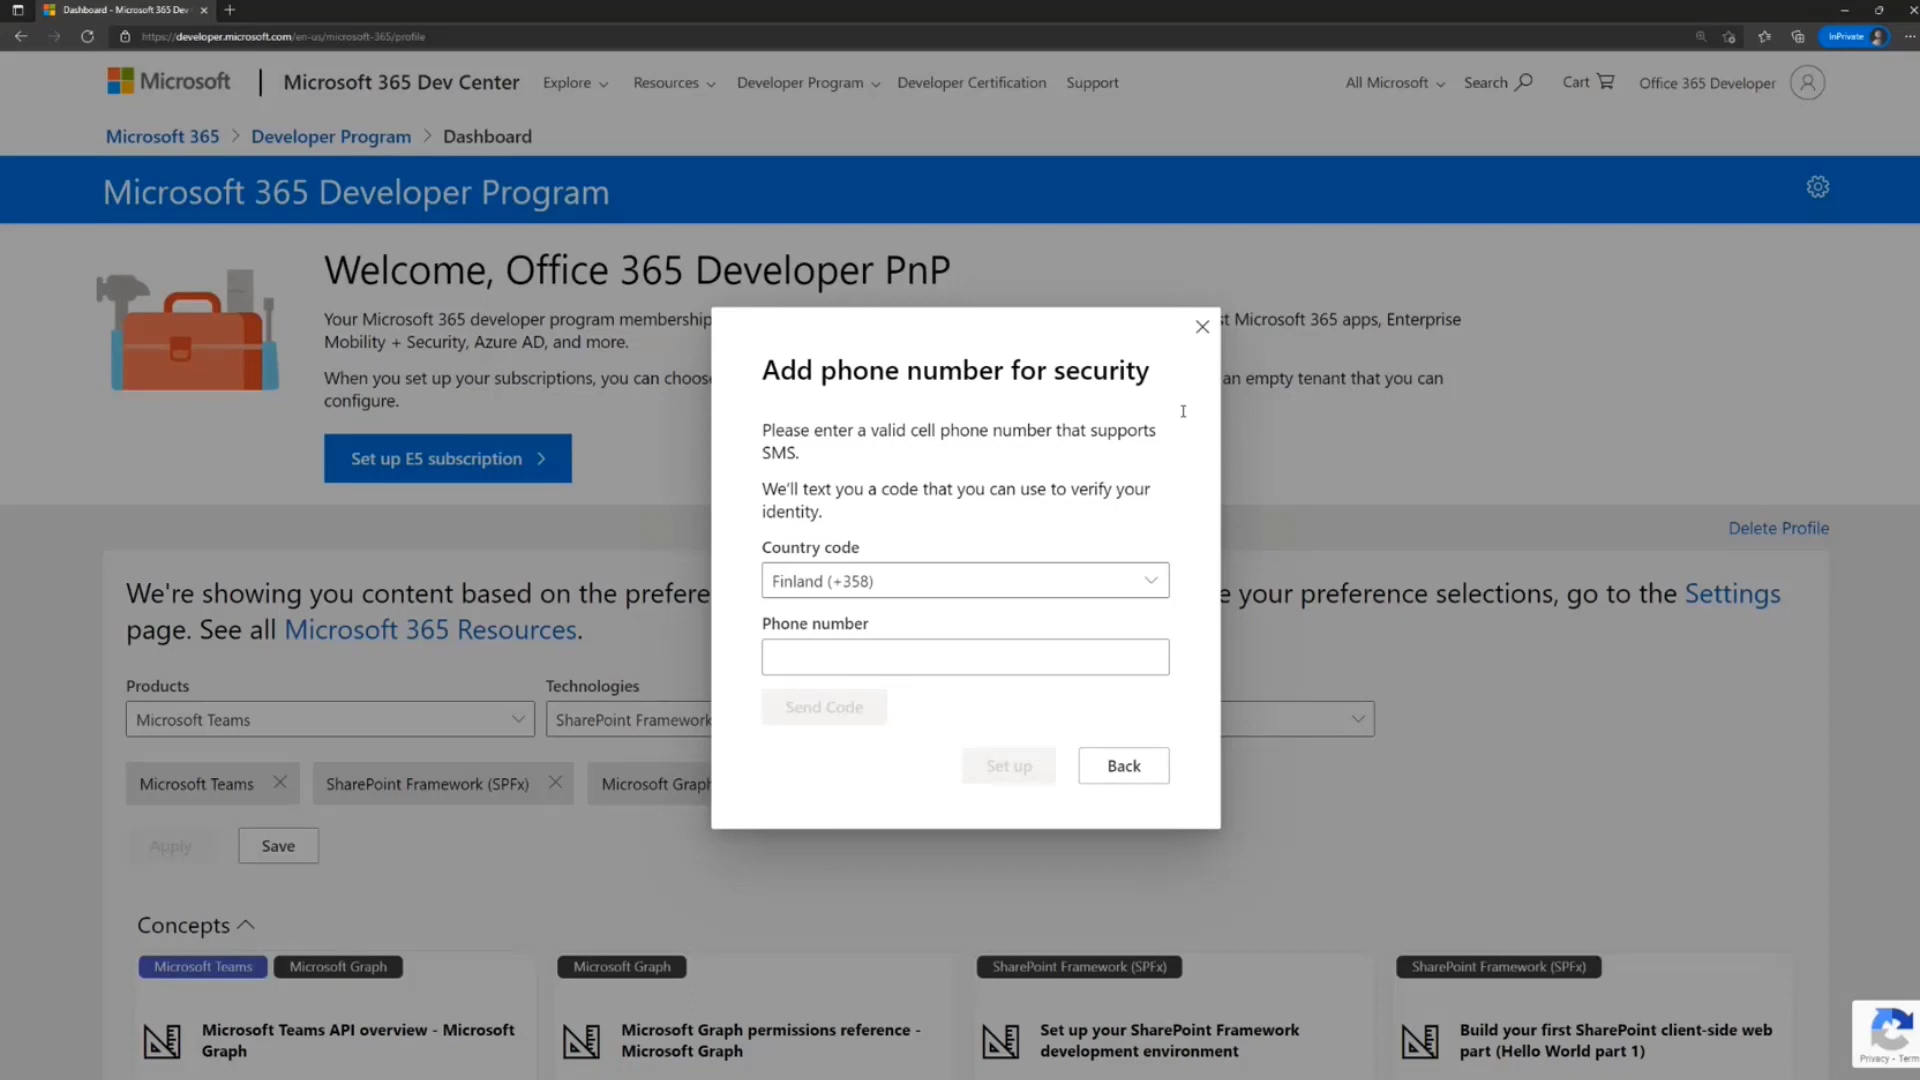 Dashboard - Microsoft 365 Dev
https://developer.microsoft.com/en-us/microsoft-365/profile
InPrivate
Microsoft
Microsoft 365 Dev Center
Explore
Resources
Developer Program
Developer Certification
Support
All Microsoft
Search
Cart
Office 365 Developer
Microsoft 365 > Developer Program > Dashboard
Microsoft 365 Developer Program
Welcome, Office 365 Developer PnP
Your Microsoft 365 developer program membership
t Microsoft 365 apps, Enterprise
Mobility + Security, Azure AD, and more.
When you set up your subscriptions, you can choos
an empty tenant that you can
configure.
Set up E5 subscription
Add phone number for security
Please enter a valid cell phone number that supports
SMS.
We'll text you a code that you can use to verify your
identity.
Country code
Finland (+358)
Phone number
Send Code
Set up
Back
Delete Profile
We're showing you content based on the prefere
e your preference selections, go to the Settings
page. See all Microsoft 365 Resources.
Products
Technologies
Microsoft Teams
SharePoint Framework
Microsoft Teams
SharePoint Framework (SPFx)
Microsoft Graph
Apply
Save
Concepts
Microsoft Teams
Microsoft Graph
Microsoft Graph
SharePoint Framework (SPFx)
SharePoint Framework (SPFx)
Microsoft Teams API overview - Microsoft
Graph
Microsoft Graph permissions reference -
Microsoft Graph
Set up your SharePoint Framework
development environment
Build your first SharePoint client-side web
part (Hello World part 1)
Privacy - Term